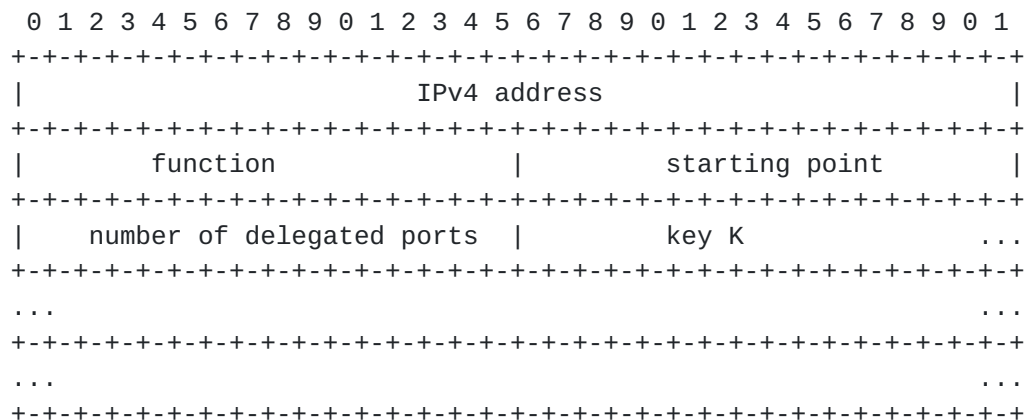 0 1 2 3 4 5 6 7 8 9 0 1 2 3 4 5 6 7 8 9 0 1 2 3 4 5 6 7 8 9 0 1
+-+-+-+-+-+-+-+-+-+-+-+-+-+-+-+-+-+-+-+-+-+-+-+-+-+-+-+-+-+-+-+-+
|                         IPv4 address                          |
+-+-+-+-+-+-+-+-+-+-+-+-+-+-+-+-+-+-+-+-+-+-+-+-+-+-+-+-+-+-+-+-+
|        function               |         starting point        |
+-+-+-+-+-+-+-+-+-+-+-+-+-+-+-+-+-+-+-+-+-+-+-+-+-+-+-+-+-+-+-+-+
|    number of delegated ports  |         key K               ...
+-+-+-+-+-+-+-+-+-+-+-+-+-+-+-+-+-+-+-+-+-+-+-+-+-+-+-+-+-+-+-+-+
...                                                           ...
+-+-+-+-+-+-+-+-+-+-+-+-+-+-+-+-+-+-+-+-+-+-+-+-+-+-+-+-+-+-+-+-+
...                                                           ...
+-+-+-+-+-+-+-+-+-+-+-+-+-+-+-+-+-+-+-+-+-+-+-+-+-+-+-+-+-+-+-+-+